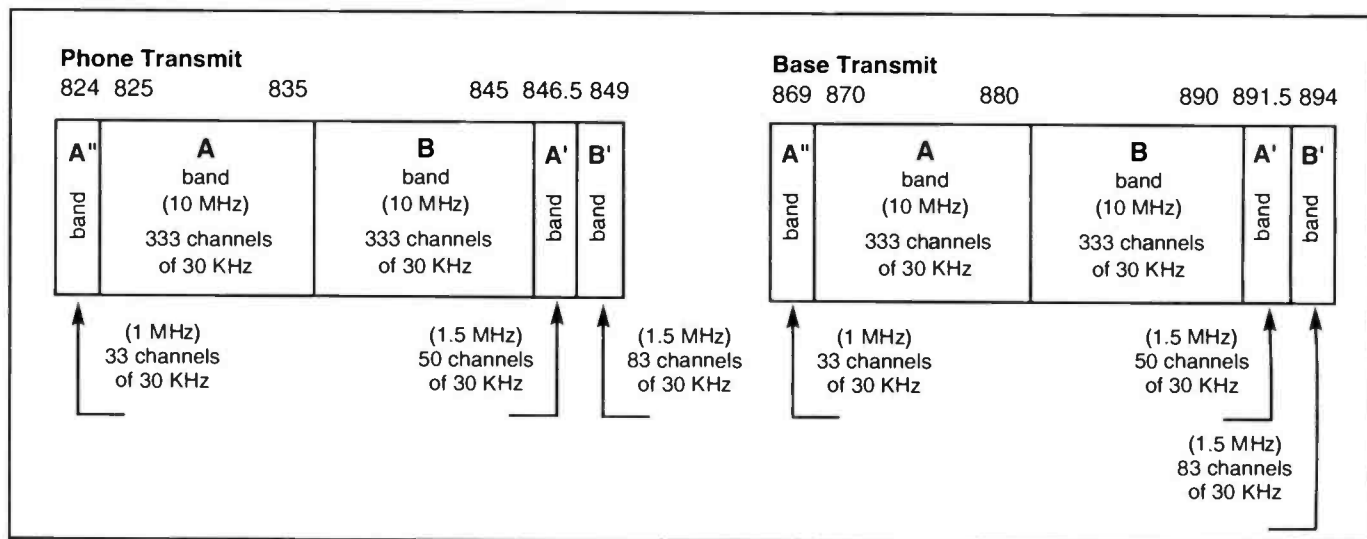 Phone Transmit
824 825 835 845 846.5 849
A" band
A
band
(10 MHz)
333 channels
of 30 KHz
B
band
(10 MHz)
333 channels
of 30 KHz
A' band
B' band
(1 MHz)
33 channels
of 30 KHz
(1.5 MHz)
50 channels
of 30 KHz
(1.5 MHz)
83 channels
of 30 KHz
Base Transmit
869 870 880 890 891.5 894
A" band
A
band
(10 MHz)
333 channels
of 30 KHz
B
band
(10 MHz)
333 channels
of 30 KHz
A' band
B' band
(1 MHz)
33 channels
of 30 KHz
(1.5 MHz)
50 channels
of 30 KHz
(1.5 MHz)
83 channels
of 30 KHz